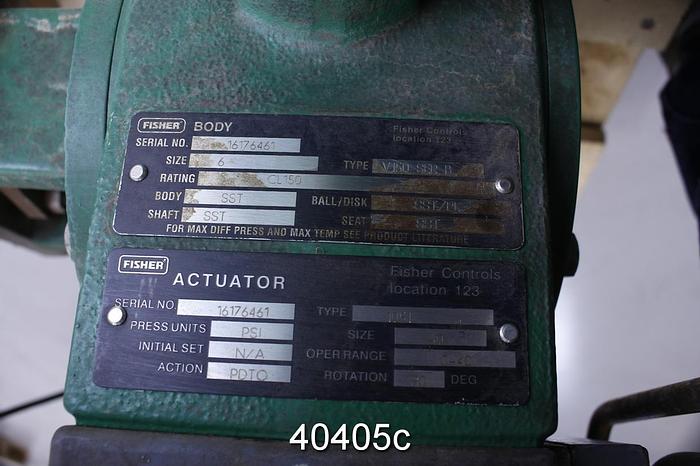 FISHER BODY
Fisher Controls
location 123
SERIAL NO. 16176461
SIZE 6 TYPE
RATING CL150
BODY SST BALL/DISK
SHAFT SST SEAT SST
FOR MAX DIFF PRESS AND MAX TEMP SEE PRODUCT LITERATURE
FISHER
ACTUATOR
Fisher Controls
location 123
SERIAL NO. 16176461 TYPE
PRESS UNITS PSI SIZE
INITIAL SET N/A OPER RANGE
ACTION PDTO ROTATION DEG
40405c